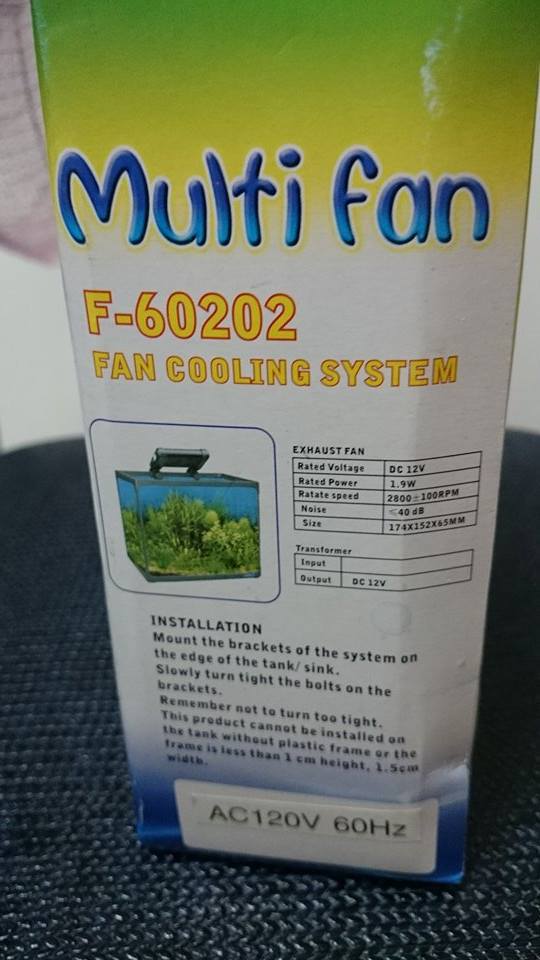 Multi fan
F-60202
FAN COOLING SYSTEM
EXHAUST FAN
Rated Voltage DC 12V
Rated Power 1.9W
Ratate speed 2800±100RPM
Noise ≤40 dB
Size 174X152X65MM
Transformer
Input
Output DC 12V
INSTALLATION
Mount the brackets of the system on
the edge of the tank/ sink.
Slowly turn tight the bolts on the
brackets.
Remember not to turn too tight.
This product cannot be installed on
the tank without plastic frame or the
frame is less than 1 cm height, 1.5cm
width.
AC120V 60Hz